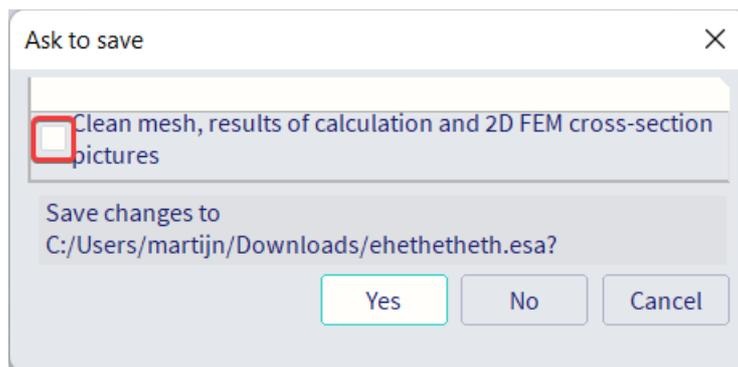 Ask to save
Clean mesh, results of calculation and 2D FEM cross-section
pictures
Save changes to
C:/Users/martijn/Downloads/ehethetheth.esa?
Yes No Cancel